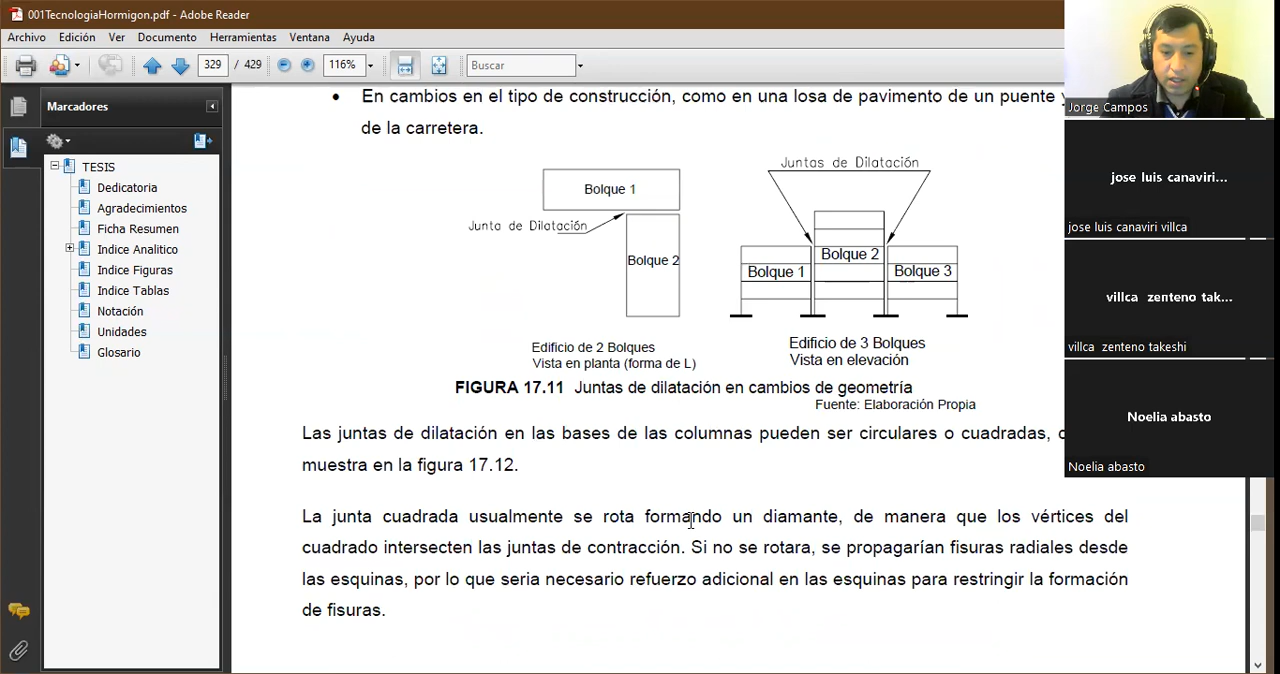 001TecnologiaHormigon.pdf - Adobe Reader
Archivo Edición Ver Documento Herramientas Ventana Ayuda
329 / 429 116% Buscar
Marcadores
TESIS
Dedicatoria
Agradecimientos
Ficha Resumen
Indice Analitico
Indice Figuras
Indice Tablas
Notación
Unidades
Glosario
• En cambios en el tipo de construcción, como en una losa de pavimento de un puente y
de la carretera.
Bolque 1
Junta de Dilatación
Bolque 2
Edificio de 2 Bolques
Vista en planta (forma de L)
Juntas de Dilatación
Bolque 1
Bolque 2
Bolque 3
Edificio de 3 Bolques
Vista en elevación
FIGURA 17.11 Juntas de dilatación en cambios de geometría
Fuente: Elaboración Propia
Las juntas de dilatación en las bases de las columnas pueden ser circulares o cuadradas,
muestra en la figura 17.12.
La junta cuadrada usualmente se rota formando un diamante, de manera que los vértices del
cuadrado intersecten las juntas de contracción. Si no se rotara, se propagarían fisuras radiales desde
las esquinas, por lo que seria necesario refuerzo adicional en las esquinas para restringir la formación
de fisuras.
Jorge Campos
jose luis canaviri...
jose luis canaviri villca
villca zenteno tak...
villca zenteno takeshi
Noelia abasto
Noelia abasto